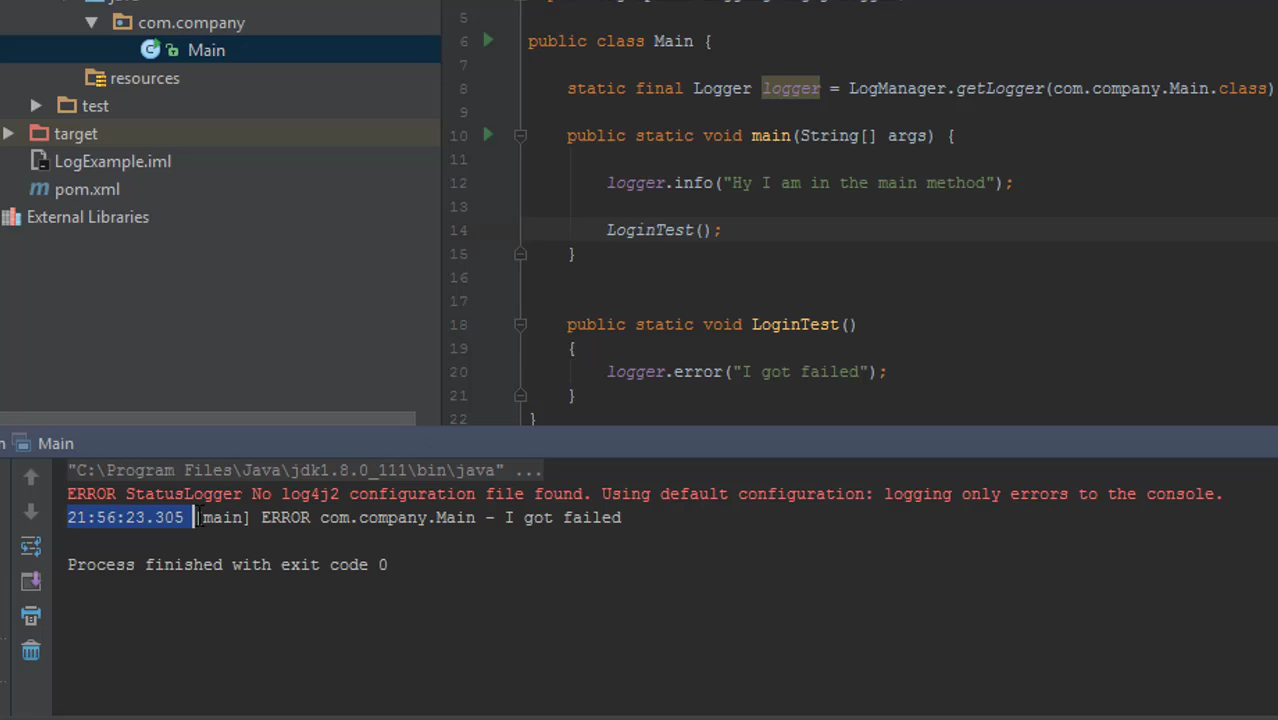 com.company
Main
resources
test
target
LogExample.iml
pom.xml
External Libraries
5
6 public class Main {
7
8 static final Logger logger = LogManager.getLogger(com.company.Main.class)
9
10 public static void main(String[] args) {
11
12 logger.info("Hy I am in the main method");
13
14 LoginTest();
15 }
16
17
18 public static void LoginTest()
19 {
20 logger.error("I got failed");
21 }
22 }
Main
"C:\Program Files\Java\jdk1.8.0_111\bin\java" ...
ERROR StatusLogger No log4j2 configuration file found. Using default configuration: logging only errors to the console.
21:56:23.305 [main] ERROR com.company.Main - I got failed
Process finished with exit code 0